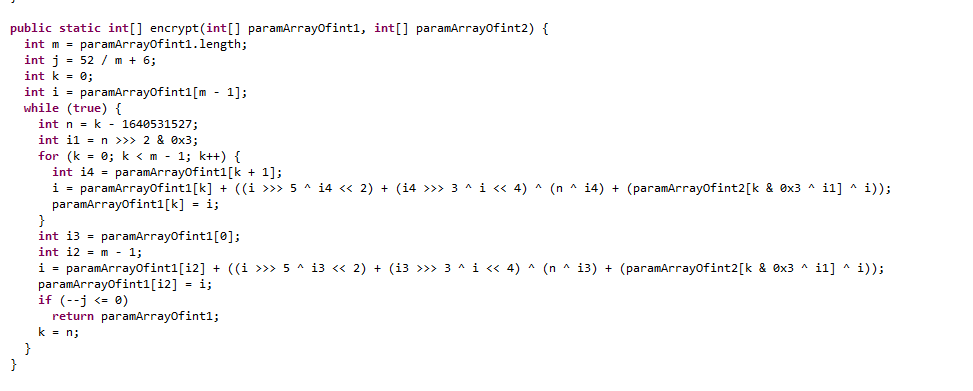 public static int[] encrypt(int[] paramArrayOfint1, int[] paramArrayOfint2) {
int m = paramArrayOfint1.length;
int j = 52 / m + 6;
int k = 0;
int i = paramArrayOfint1[m - 1];
while (true) {
int n = k - 1640531527;
int i1 = n >>> 2 & 0x3;
for (k = 0; k < m - 1; k++) {
int i4 = paramArrayOfint1[k + 1];
i = paramArrayOfint1[k] + ((i >>> 5 ^ i4 << 2) + (i4 >>> 3 ^ i << 4) ^ (n ^ i4) + (paramArrayOfint2[k & 0x3 ^ i1] ^ i));
paramArrayOfint1[k] = i;
}
int i3 = paramArrayOfint1[0];
int i2 = m - 1;
i = paramArrayOfint1[i2] + ((i >>> 5 ^ i3 << 2) + (i3 >>> 3 ^ i << 4) ^ (n ^ i3) + (paramArrayOfint2[k & 0x3 ^ i1] ^ i));
paramArrayOfint1[i2] = i;
if (--j <= 0)
return paramArrayOfint1;
k = n;
}
}